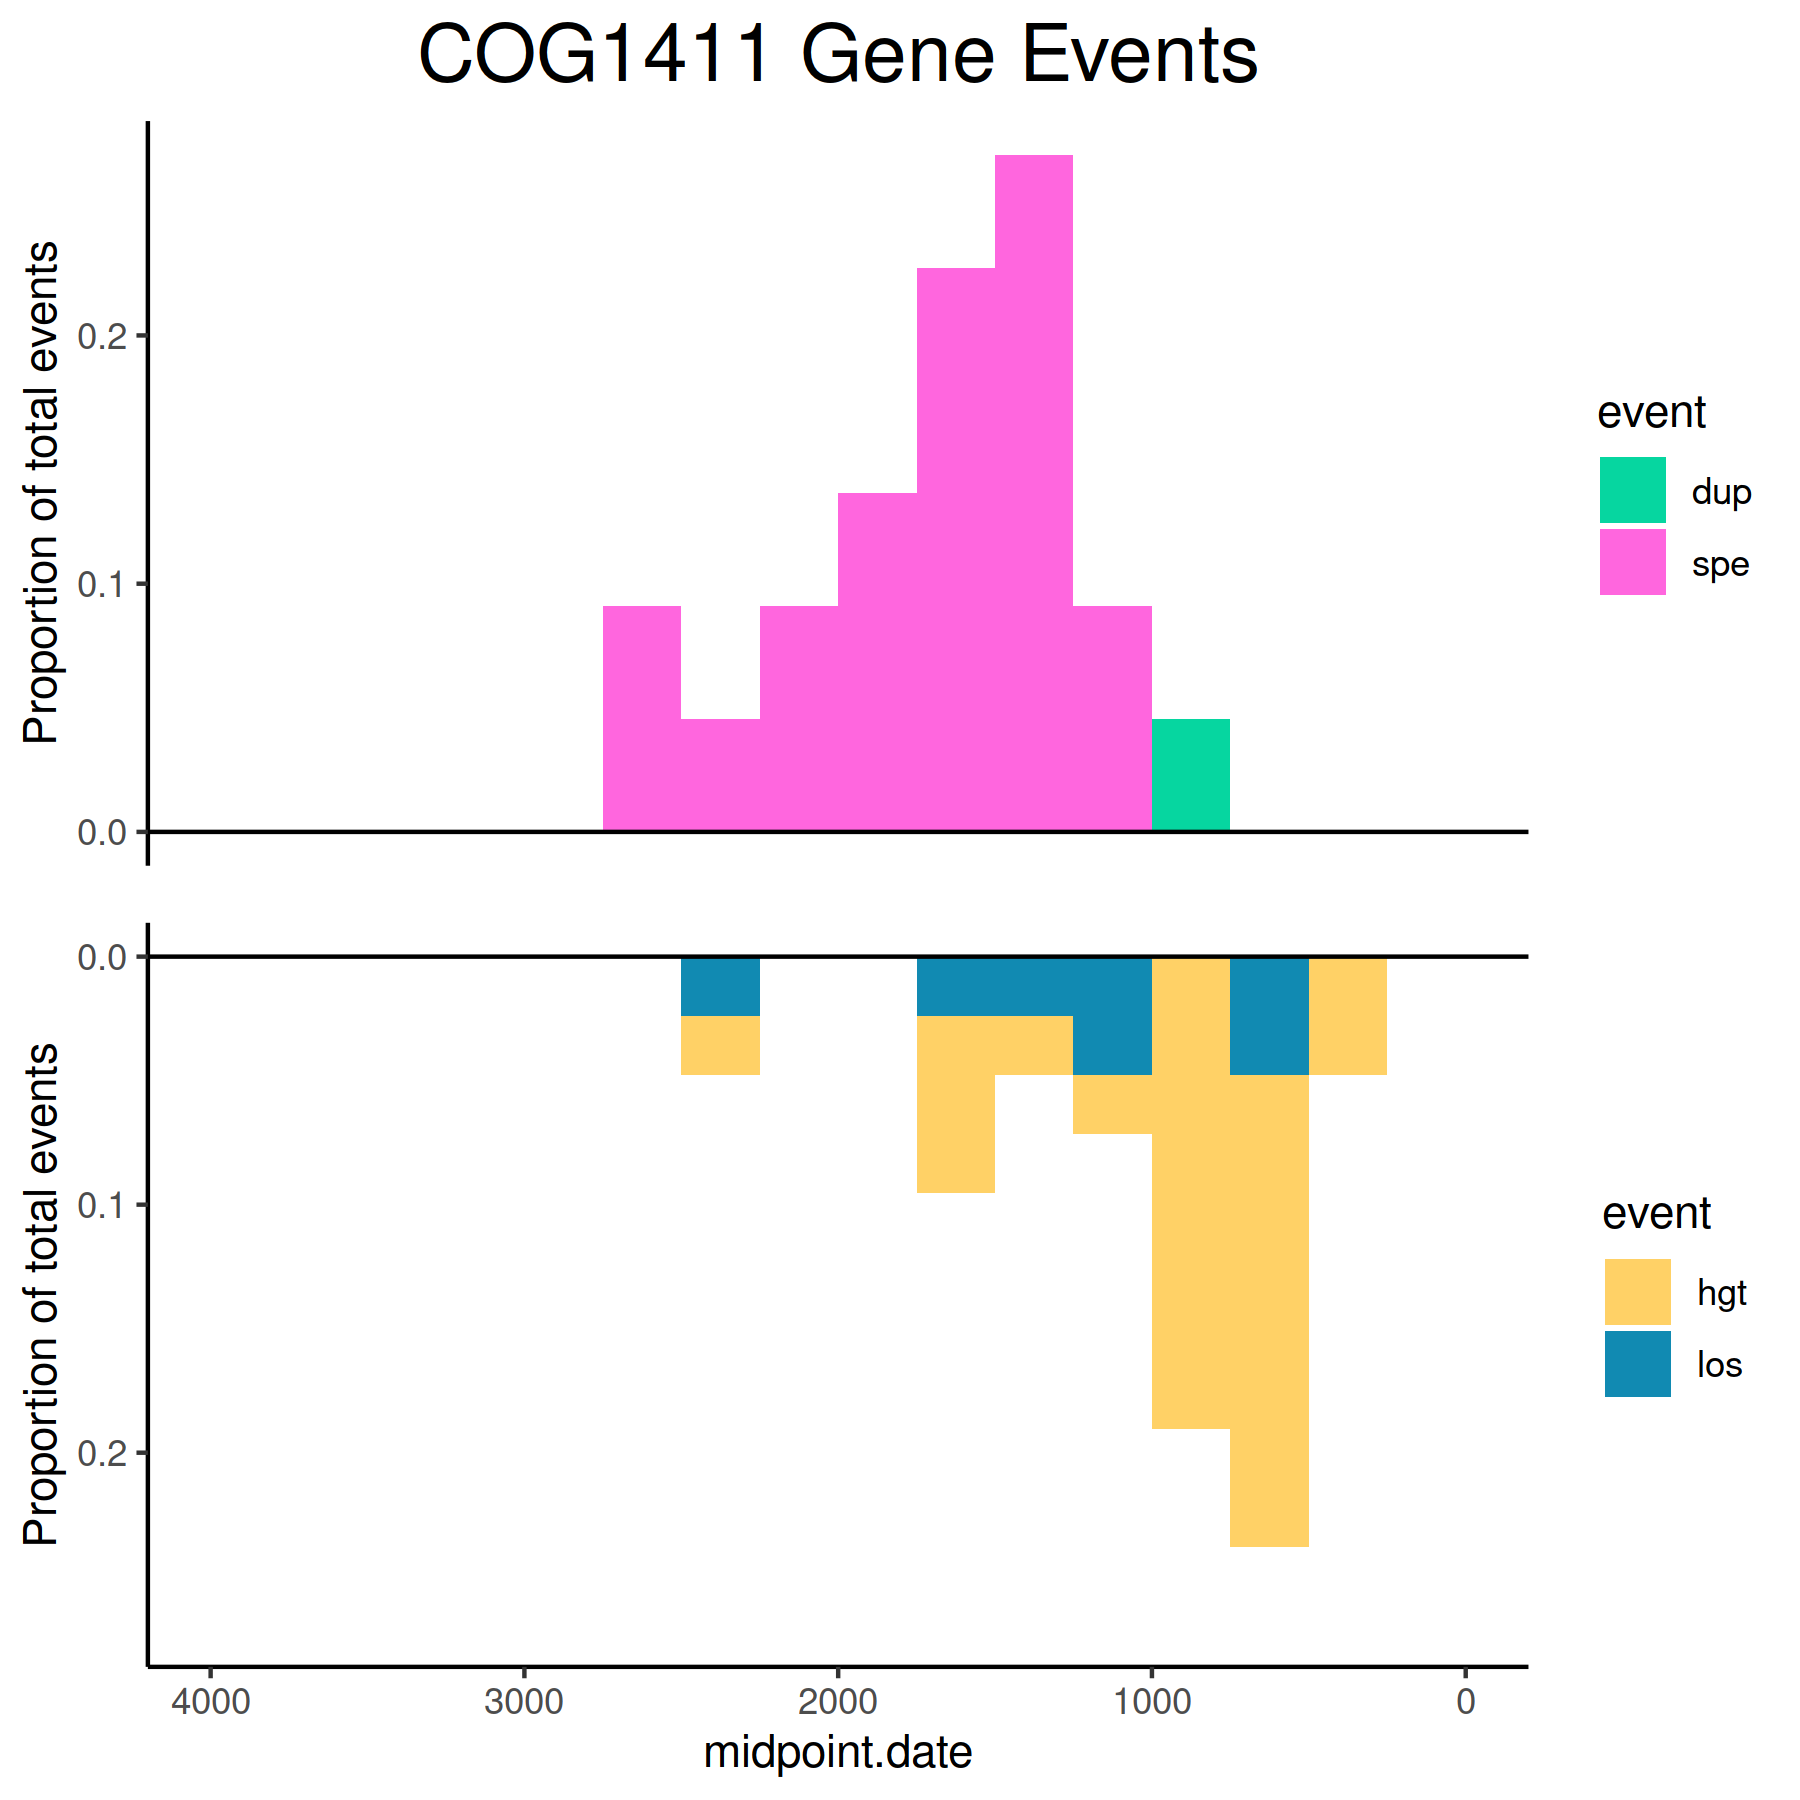 COG1411 Gene Events
Proportion of total events
0.2
0.1
0.0
event
dup
spe
Proportion of total events
0.0
0.1
0.2
event
hgt
los
4000 3000 2000 1000 0
midpoint.date